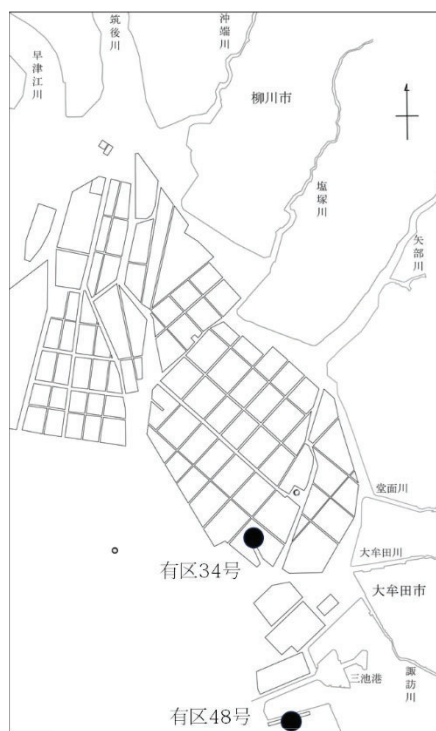 早津江川
筑後川
沖端川
柳川市
塩塚川
矢部川
堂面川
有区34号
大牟田川
大牟田市
三池港
諏訪川
有区48号